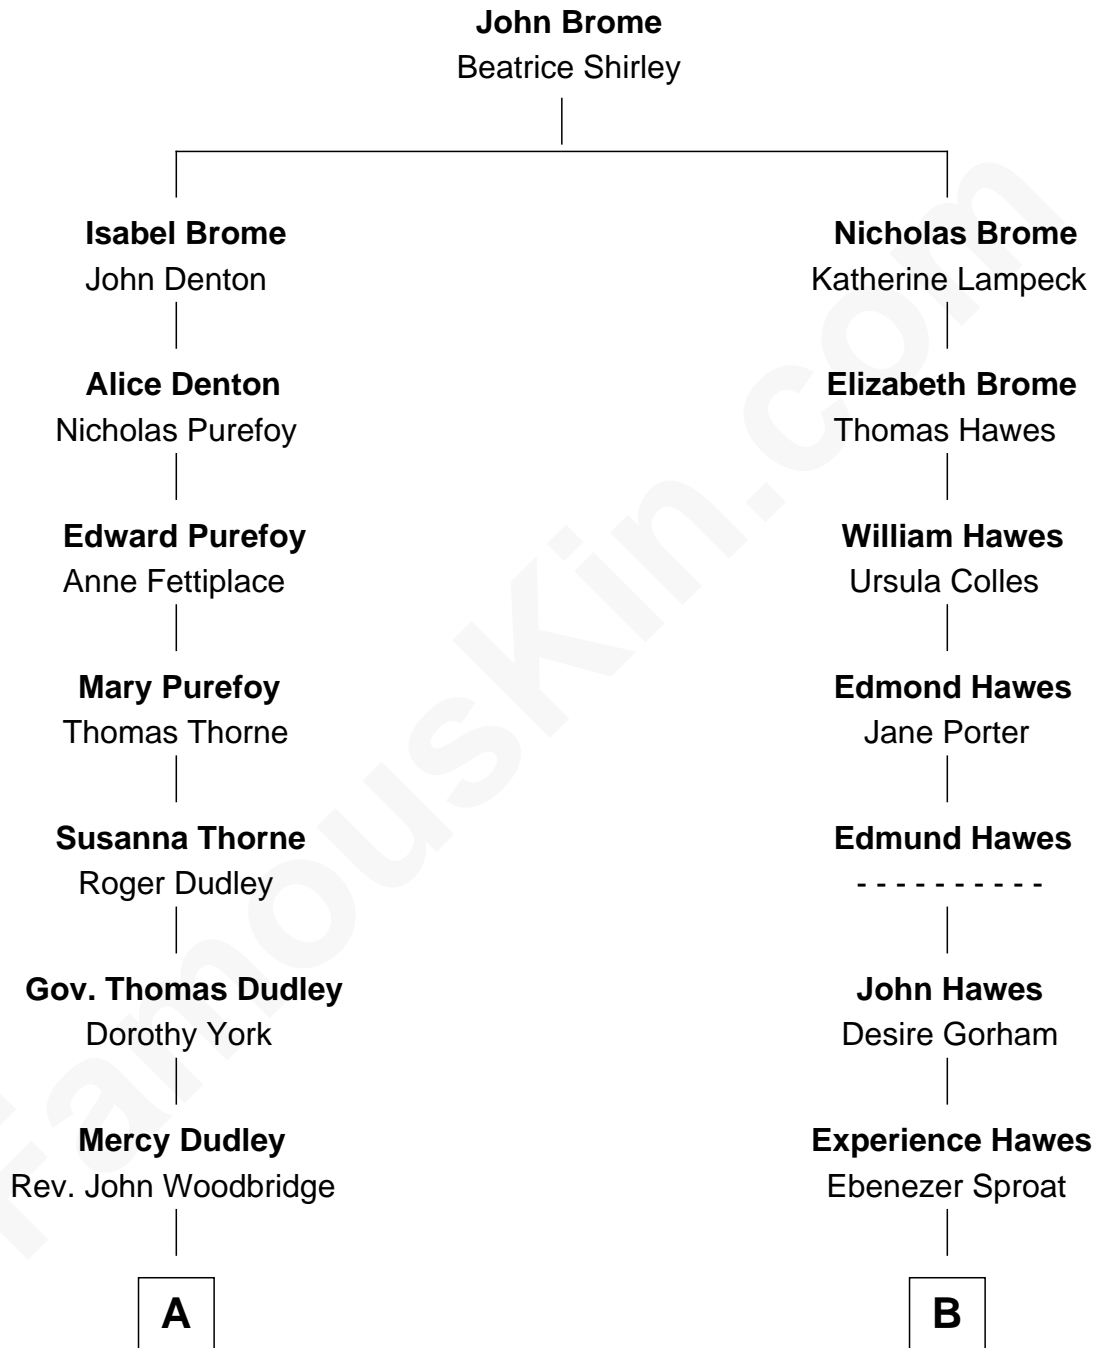 John Brome
Beatrice Shirley
Isabel Brome
John Denton
Nicholas Brome
Katherine Lampeck
Alice Denton
Nicholas Purefoy
Elizabeth Brome
Thomas Hawes
Edward Purefoy
Anne Fettiplace
William Hawes
Ursula Colles
Mary Purefoy
Thomas Thorne
Edmond Hawes
Jane Porter
Susanna Thorne
Roger Dudley
Edmund Hawes
- - - - - - - - - -
Gov. Thomas Dudley
Dorothy York
John Hawes
Desire Gorham
Mercy Dudley
Rev. John Woodbridge
Experience Hawes
Ebenezer Sproat
A
B
FamousKin.com